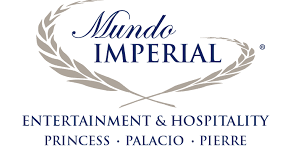 Mundo
IMPERIAL®
ENTERTAINMENT & HOSPITALITY
PRINCESS · PALACIO · PIERRE